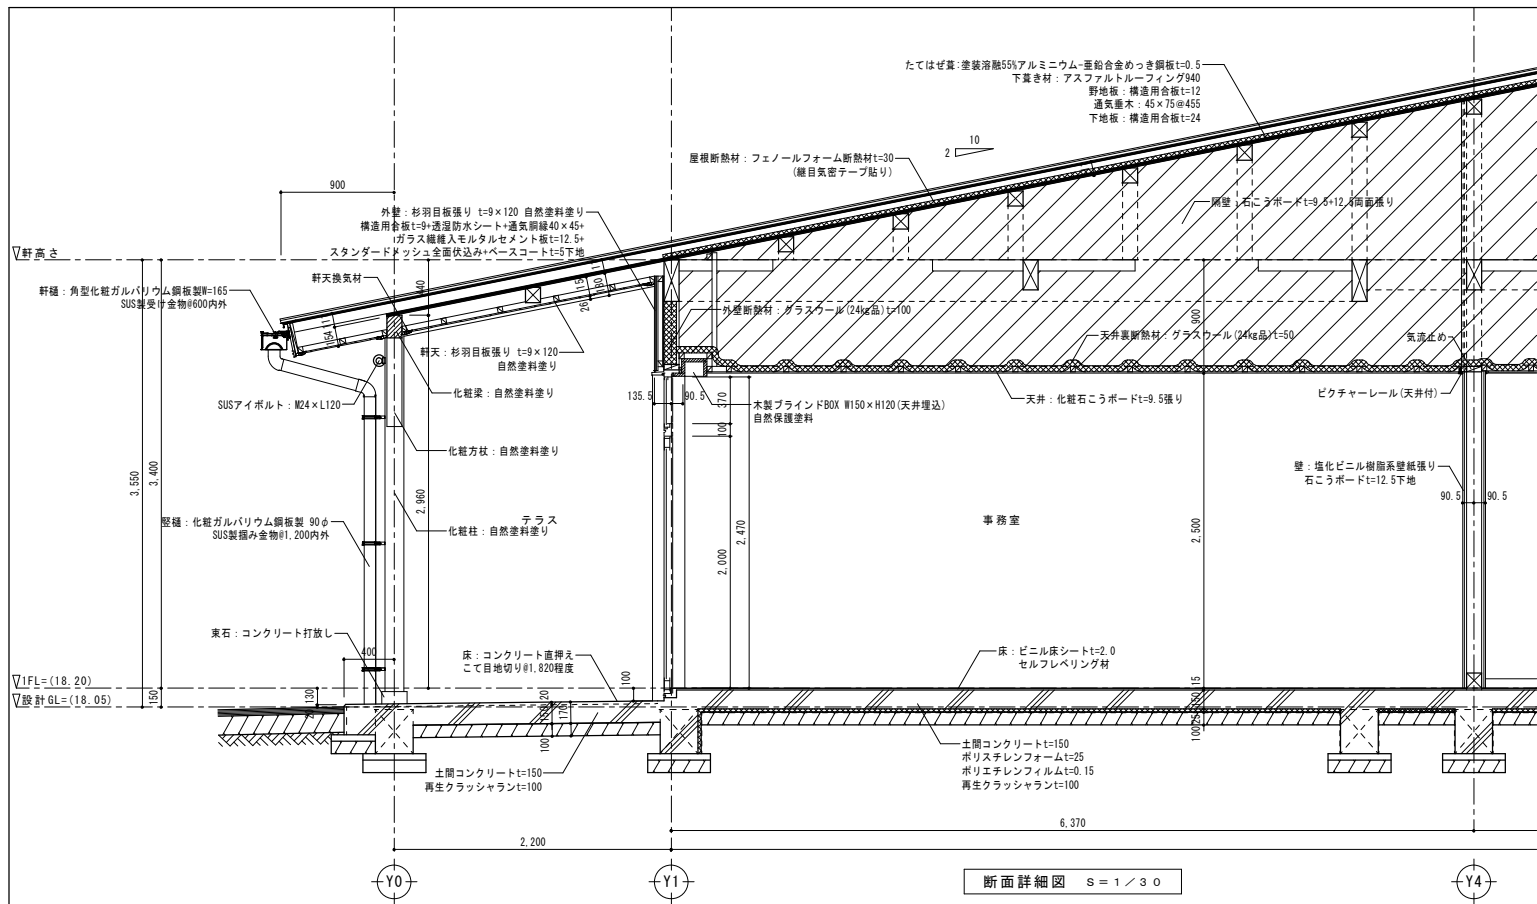 たてはぜ葺:塗装溶融55%アルミニウム-亜鉛合金めっき鋼板t=0.5
下葺き材：アスファルトルーフィング940
野地板：構造用合板t=12
通気垂木：45×75@455
下地板：構造用合板t=24
10
2
屋根断熱材：フェノールフォーム断熱材t=30
(継目気密テープ貼り)
900
外壁：杉羽目板張り t=9×120 自然塗料塗り
構造用合板t=9+透湿防水シート+通気胴縁40×45+
ガラス繊維入モルタルセメント板t=12.5+
スタンダードメッシュ全面伏込み+ベースコートt=5下地
隔壁：石こうボードt=9.5+12.5両面張り
▽軒高さ
軒天換気材
軒樋：角型化粧ガルバリウム鋼板製W=165
SUS製受け金物@600内外
外壁断熱材：グラスウール(24kg品)t=100
900
天井裏断熱材：グラスウール(24kg品)t=50
気流止め
軒天：杉羽目板張り t=9×120
自然塗料塗り
化粧梁：自然塗料塗り
SUSアイボルト：M24×L120
135.5
90.5
370
100
木製ブラインドBOX W150×H120(天井埋込)
自然保護塗料
天井：化粧石こうボードt=9.5張り
ピクチャーレール(天井付)
化粧方杖：自然塗料塗り
3,550
3,400
2,960
壁：塩化ビニル樹脂系壁紙張り
石こうボードt=12.5下地
90.5
90.5
竪樋：化粧ガルバリウム鋼板製 90φ
SUS製掴み金物@1,200内外
テラス
化粧柱：自然塗料塗り
事務室
2,000
2,470
2,500
束石：コンクリート打放し
400
床：コンクリート直押え
こて目地切り@1,820程度
100
床：ビニル床シートt=2.0
セルフレベリング材
▽1FL=(18.20)
▽設計GL=(18.05)
150
130
150
120
170
100
15
150
25
100
土間コンクリートt=150
再生クラッシャランt=100
土間コンクリートt=150
ポリスチレンフォームt=25
ポリエチレンフィルムt=0.15
再生クラッシャランt=100
6,370
2,200
Y0
Y1
断面詳細図 S=1/30
Y4